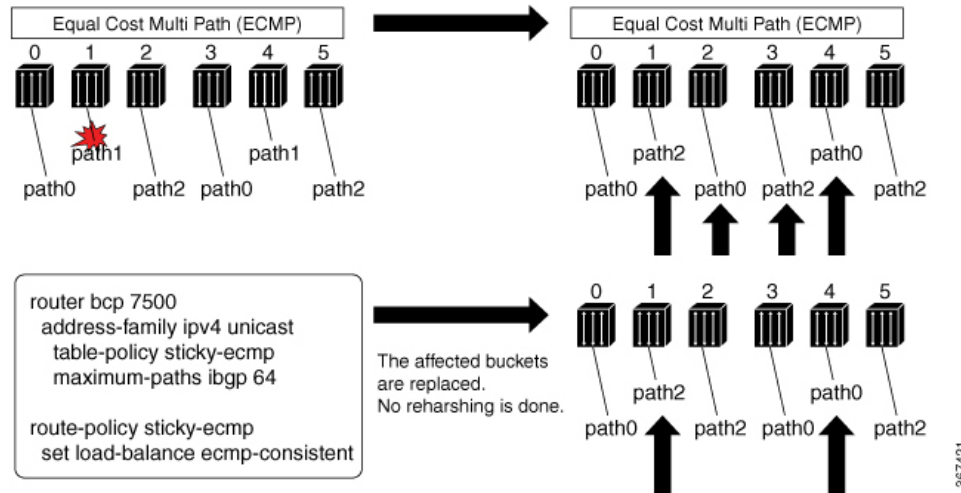 Equal Cost Multi Path (ECMP)
0 1 2 3 4 5
path1 path1
path0 path2 path0 path2
Equal Cost Multi Path (ECMP)
0 1 2 3 4 5
path2 path0
path0 path0 path2 path2
router bcp 7500
address-family ipv4 unicast
table-policy sticky-ecmp
maximum-paths ibgp 64
route-policy sticky-ecmp
set load-balance ecmp-consistent
The affected buckets
are replaced.
No reharshing is done.
0 1 2 3 4 5
path2 path0
path0 path2 path0 path2
367421